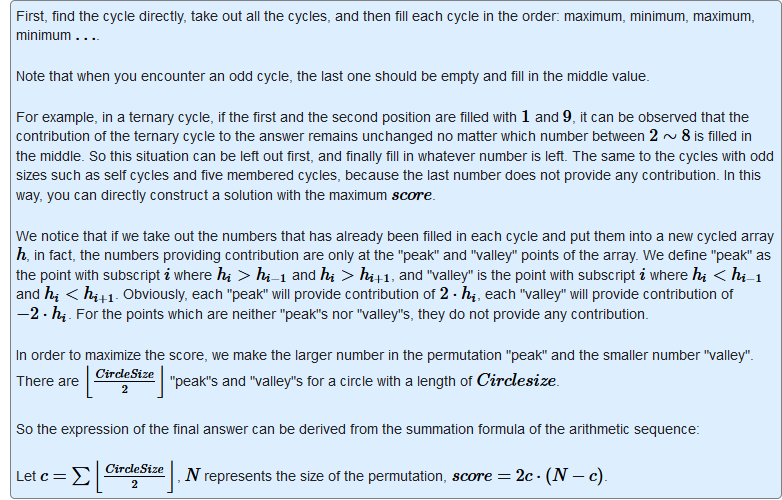 First, find the cycle directly, take out all the cycles, and then fill each cycle in the order: maximum, minimum, maximum,
minimum . . ..
Note that when you encounter an odd cycle, the last one should be empty and fill in the middle value.
For example, in a ternary cycle, if the first and the second position are filled with 1 and 9, it can be observed that the
contribution of the ternary cycle to the answer remains unchanged no matter which number between 2 ∼ 8 is filled in
the middle. So this situation can be left out first, and finally fill in whatever number is left. The same to the cycles with odd
sizes such as self cycles and five membered cycles, because the last number does not provide any contribution. In this
way, you can directly construct a solution with the maximum score.
We notice that if we take out the numbers that has already been filled in each cycle and put them into a new cycled array
h, in fact, the numbers providing contribution are only at the "peak" and "valley" points of the array. We define "peak" as
the point with subscript i where h_i > h_{i−1} and h_i > h_{i+1}, and "valley" is the point with subscript i where h_i < h_{i−1}
and h_i < h_{i+1}. Obviously, each "peak" will provide contribution of 2 · h_i, each "valley" will provide contribution of
−2 · h_i. For the points which are neither "peak"s nor "valley"s, they do not provide any contribution.
In order to maximize the score, we make the larger number in the permutation "peak" and the smaller number "valley".
There are ⌊CircleSize/2⌋ "peak"s and "valley"s for a circle with a length of Circlesize.
So the expression of the final answer can be derived from the summation formula of the arithmetic sequence:
Let c = ∑ ⌊CircleSize/2⌋, N represents the size of the permutation, score = 2c · (N − c).